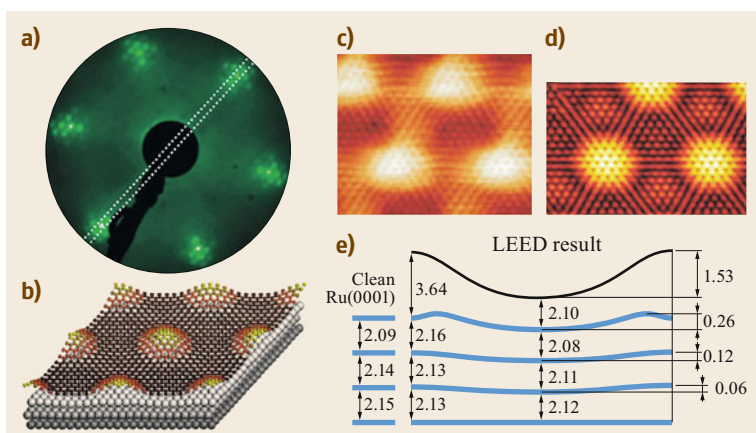 a)
b)
c)
d)
e)
LEED result
Clean
Ru(0001)
3.64
2.10
1.53
0.26
2.09
2.16
2.08
0.12
2.14
2.13
2.11
0.06
2.15
2.13
2.12